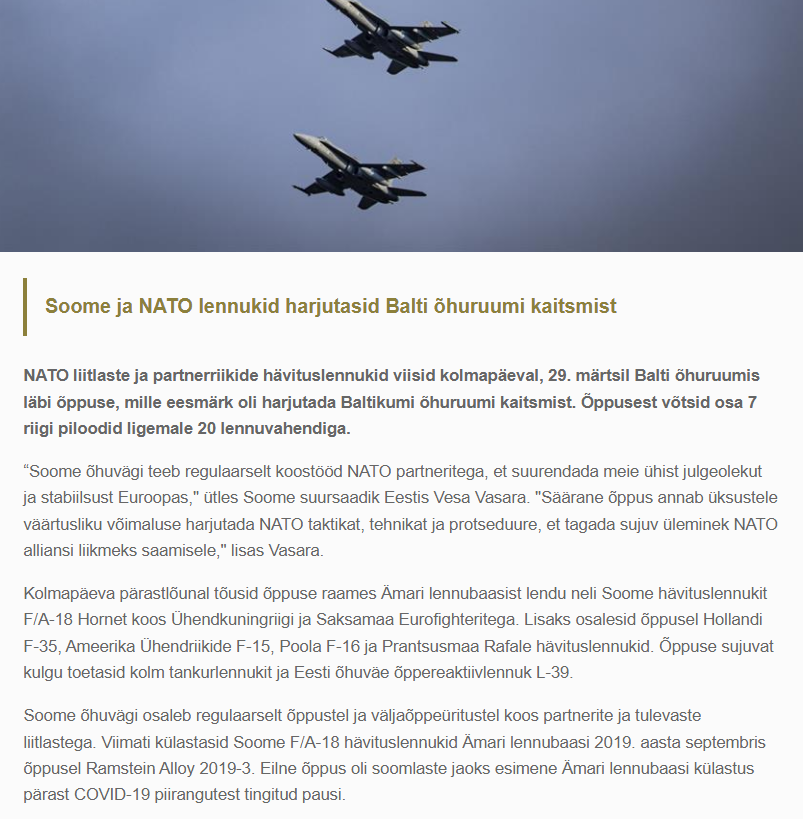 Soome ja NATO lennukid harjutasid Balti õhuruumi kaitsmist
NATO liitlaste ja partnerriikide hävituslennukid viisid kolmapäeval, 29. märtsil Balti õhuruumis
läbi õppuse, mille eesmärk oli harjutada Baltikumi õhuruumi kaitsmist. Õppusest võtsid osa 7
riigi piloodid ligemale 20 lennuvahendiga.
“Soome õhuvägi teeb regulaarselt koostööd NATO partneritega, et suurendada meie ühist julgeolekut
ja stabiilsust Euroopas," ütles Soome suursaadik Eestis Vesa Vasara. "Säärane õppus annab üksustele
väärtusliku võimaluse harjutada NATO taktikat, tehnikat ja protseduure, et tagada sujuv üleminek NATO
alliansi liikmeks saamisele," lisas Vasara.
Kolmapäeva pärastlõunal tõusid õppuse raames Ämari lennubaasist lendu neli Soome hävituslennukit
F/A-18 Hornet koos Ühendkuningriigi ja Saksamaa Eurofighteritega. Lisaks osalesid õppusel Hollandi
F-35, Ameerika Ühendriikide F-15, Poola F-16 ja Prantsusmaa Rafale hävituslennukid. Õppuse sujuvat
kulgu toetasid kolm tankurlennukit ja Eesti õhuväe õppereaktiivlennuk L-39.
Soome õhuvägi osaleb regulaarselt õppustel ja väljaõppeüritustel koos partnerite ja tulevaste
liitlastega. Viimati külastasid Soome F/A-18 hävituslennukid Ämari lennubaasi 2019. aasta septembris
õppusel Ramstein Alloy 2019-3. Eilne õppus oli soomlaste jaoks esimene Ämari lennubaasi külastus
pärast COVID-19 piirangutest tingitud pausi.